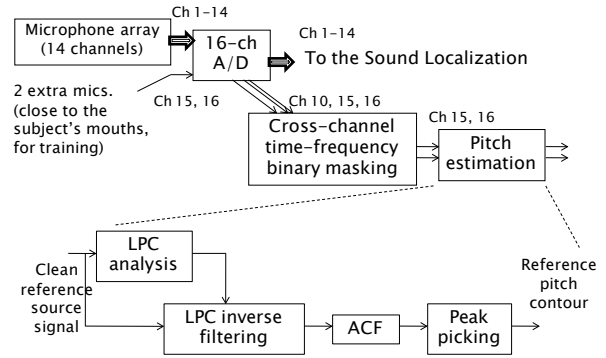 Ch 1-14
Microphone array
(14 channels)
16-ch
A/D
Ch 1-14
To the Sound Localization
2 extra mics.
(close to the
subject's mouths,
for training)
Ch 15, 16
Ch 10, 15, 16
Cross-channel
time-frequency
binary masking
Ch 15, 16
Pitch
estimation
LPC
analysis
Clean
reference
source
signal
LPC inverse
filtering
ACF
Peak
picking
Reference
pitch
contour